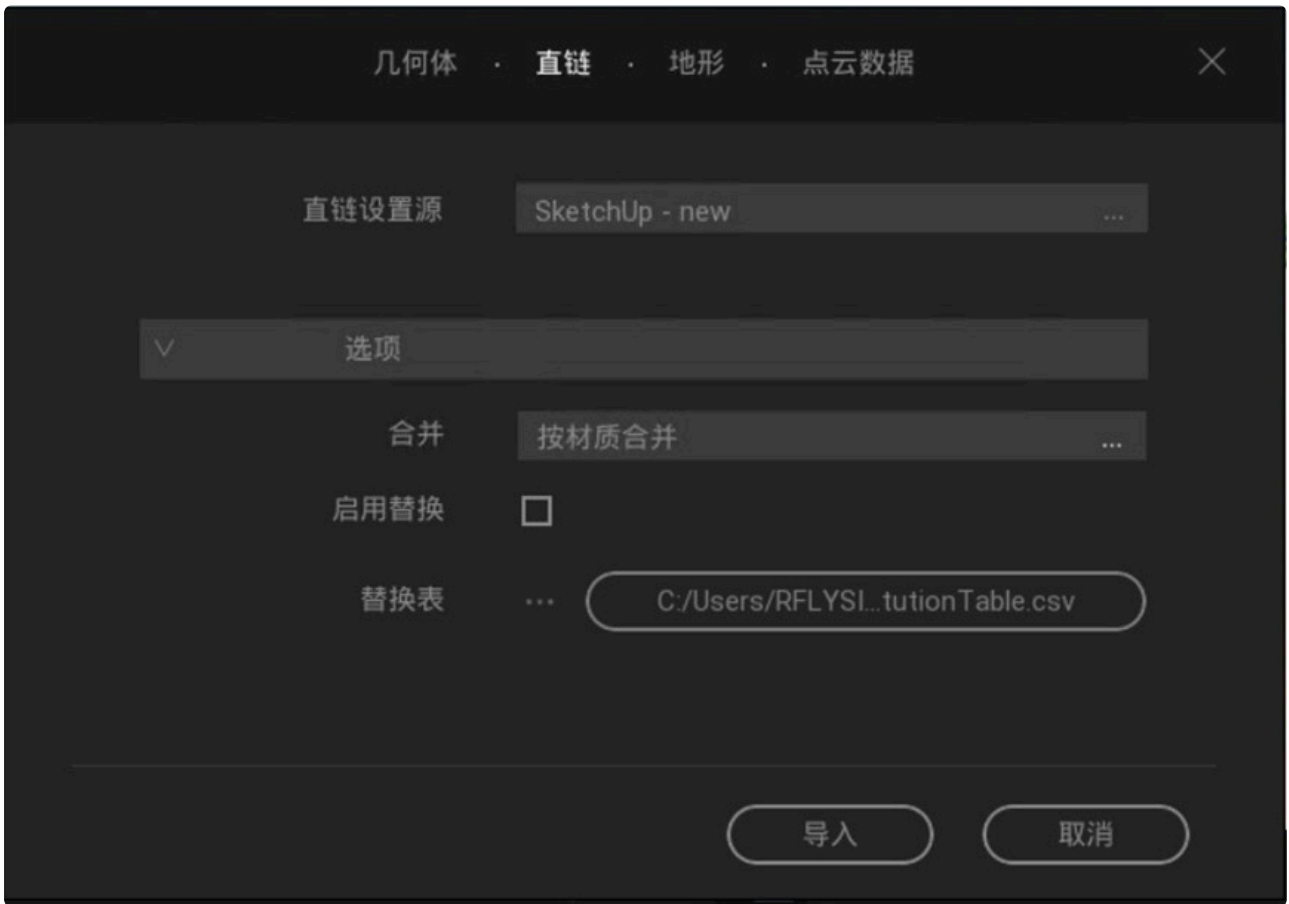 几何体 · 直链 · 地形 · 点云数据
直链设置源 SketchUp - new ...
选项
合并 按材质合并 ...
启用替换
替换表 ... C:/Users/RFLYSI...tutionTable.csv
导入 取消